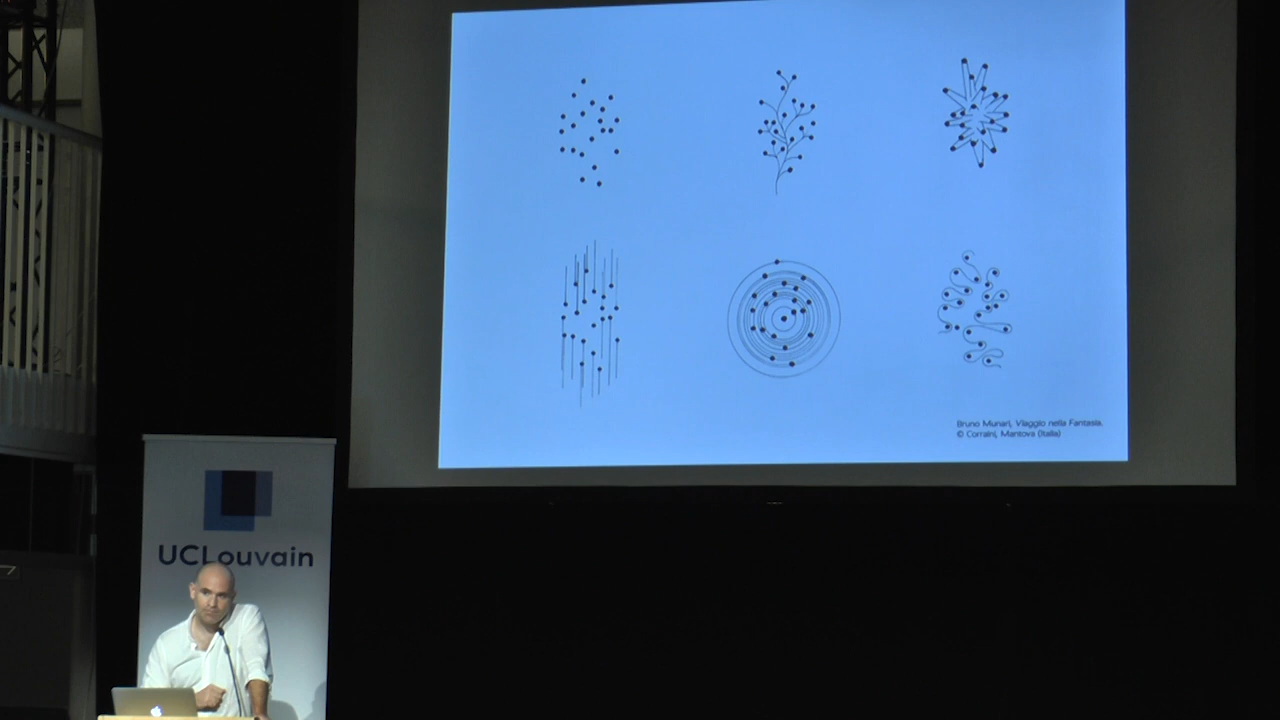 Bruno Munari, Viaggio nella Fantasia.
© Corraini, Mantova (Italia)
UCLouvain